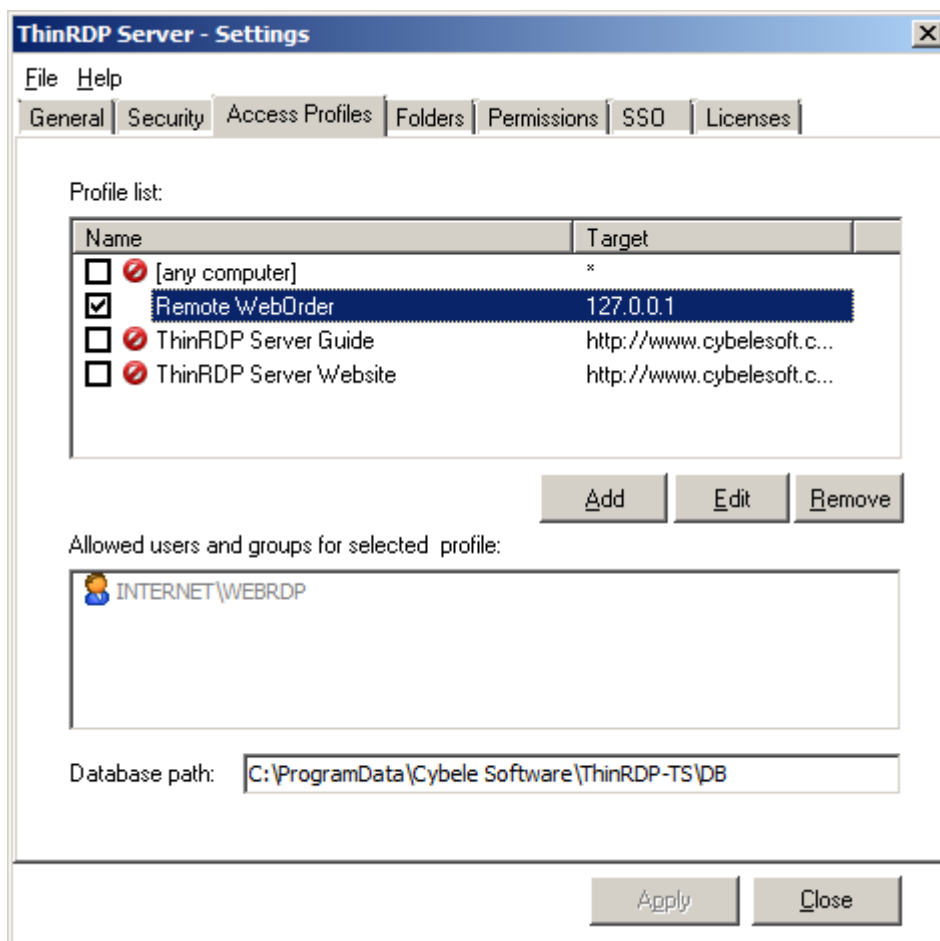 ThinRDP Server - Settings
File Help
General Security Access Profiles Folders Permissions SSO Licenses
Profile list:
Name Target
[any computer] *
Remote WebOrder 127.0.0.1
ThinRDP Server Guide http://www.cybelesoft.c...
ThinRDP Server Website http://www.cybelesoft.c...
Add Edit Remove
Allowed users and groups for selected profile:
INTERNET\WEBRDP
Database path: C:\ProgramData\Cybele Software\ThinRDP-TS\DB
Apply Close